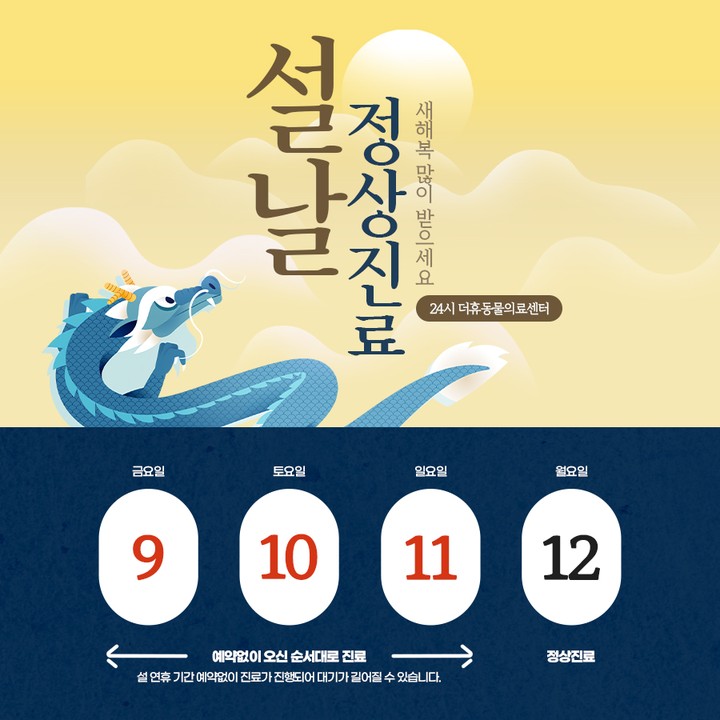 설날
정상진료
새해복 많이 받으세요
24시 더휴동물의료센터
금요일 토요일 일요일 월요일
9 10 11 12
예약없이 오신 순서대로 진료 정상진료
설 연휴 기간 예약없이 진료가 진행되어 대기가 길어질 수 있습니다.